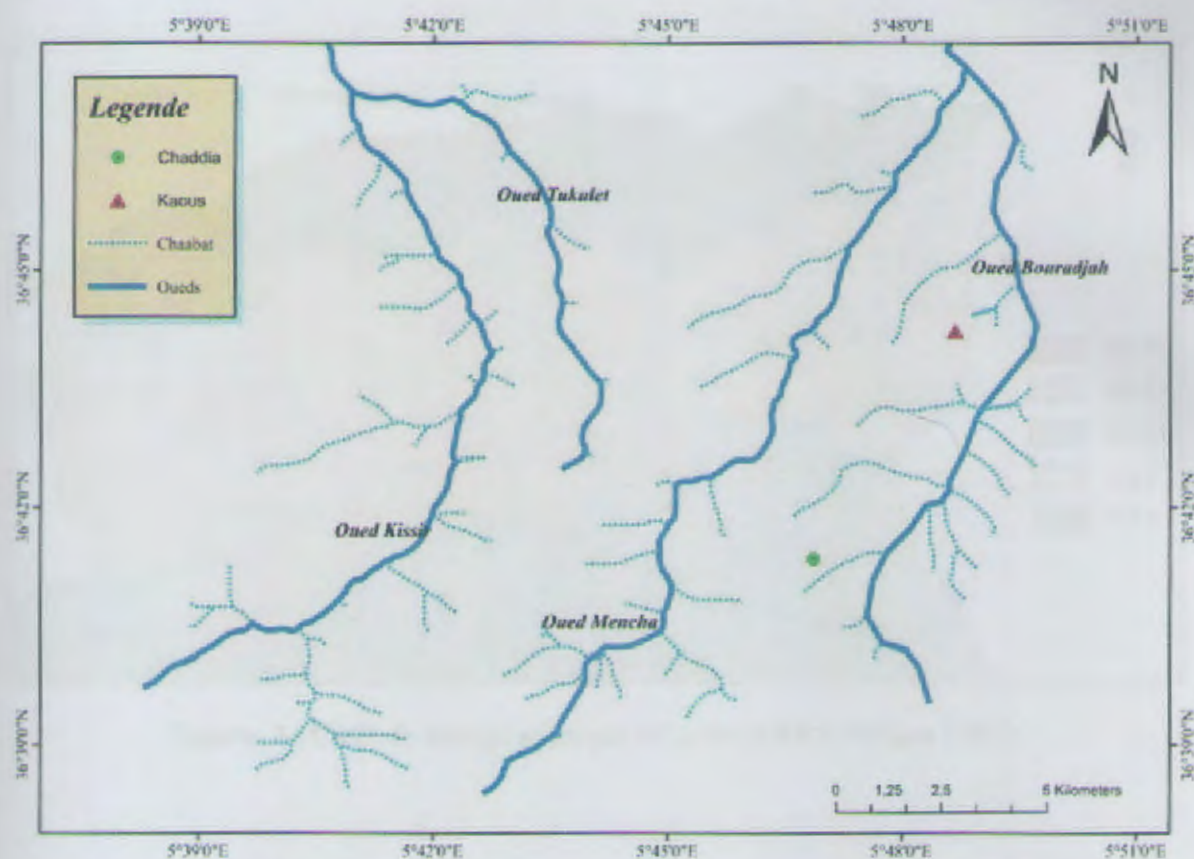 5°39'0"E 5°42'0"E 5°45'0"E 5°48'0"E 5°51'0"E
Legende
Chaddia
Kaous
Chaabat
Oueds
N
Oued Tukulet
Oued Bouradjah
36°45'0"N 36°45'0"N
36°42'0"N 36°42'0"N
Oued Kissir
Oued Mencha
36°39'0"N 36°39'0"N
0 1,25 2,5 5 Kilometers
5°39'0"E 5°42'0"E 5°45'0"E 5°48'0"E 5°51'0"E